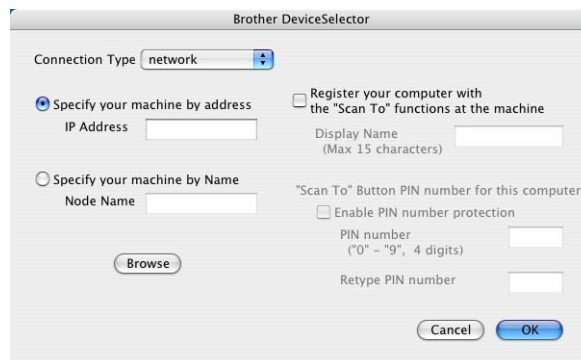 Brother DeviceSelector
Connection Type network
Specify your machine by address
IP Address
Specify your machine by Name
Node Name
Browse
Register your computer with
the "Scan To" functions at the machine
Display Name
(Max 15 characters)
"Scan To" Button PIN number for this computer
Enable PIN number protection
PIN number
("0" – "9", 4 digits)
Retype PIN number
Cancel OK